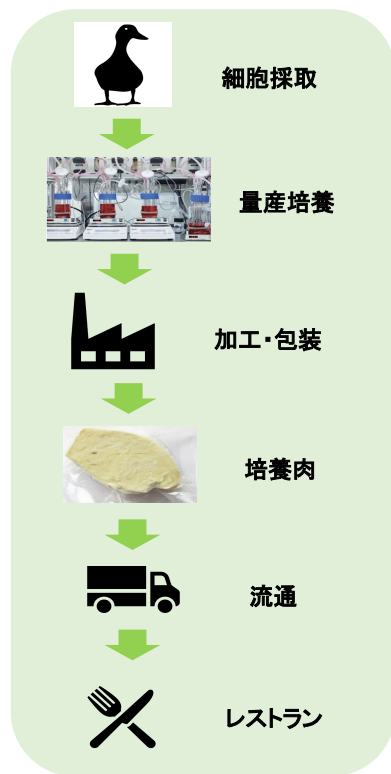 細胞採取
量産培養
加工・包装
培養肉
流通
レストラン